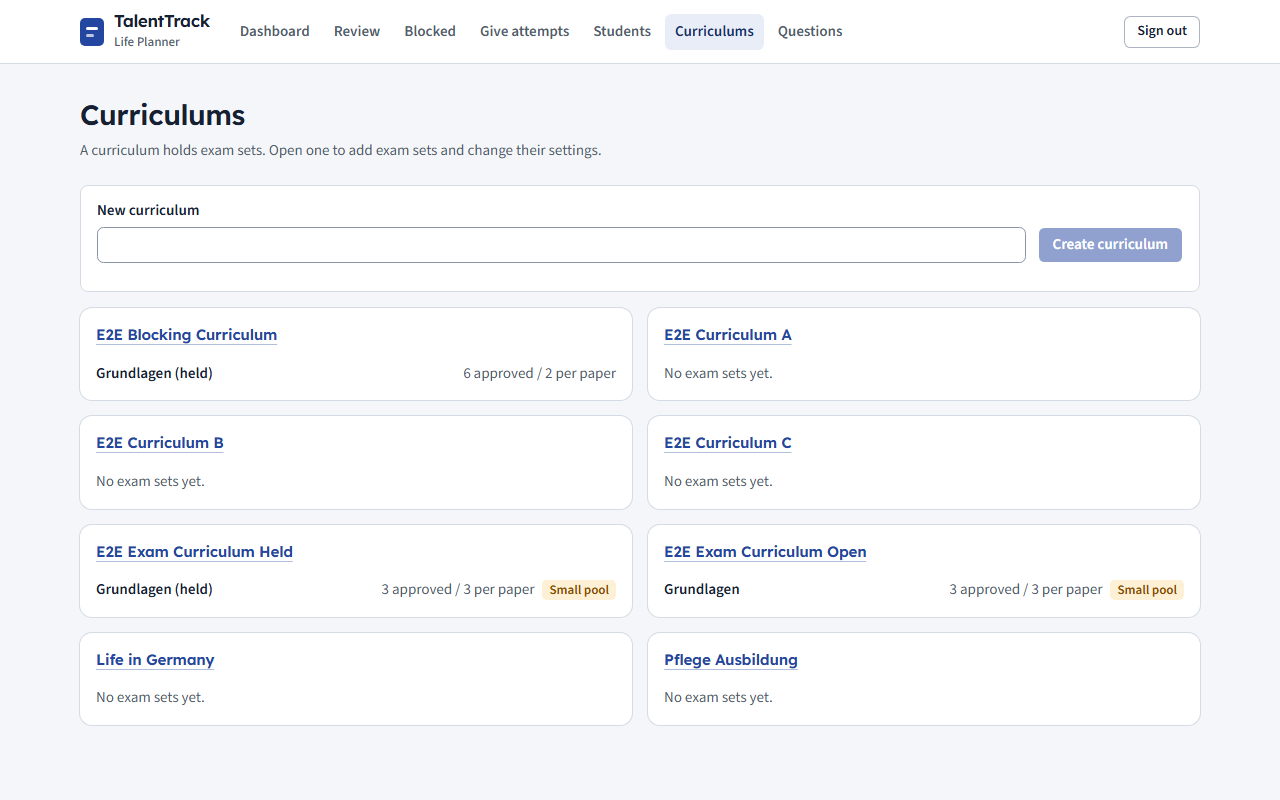 TalentTrack
Life Planner
Dashboard
Review
Blocked
Give attempts
Students
Curriculums
Questions
Sign out
Curriculums
A curriculum holds exam sets. Open one to add exam sets and change their settings.
New curriculum
Create curriculum
E2E Blocking Curriculum
Grundlagen (held)
6 approved / 2 per paper
E2E Curriculum A
No exam sets yet.
E2E Curriculum B
No exam sets yet.
E2E Curriculum C
No exam sets yet.
E2E Exam Curriculum Held
Grundlagen (held)
3 approved / 3 per paper
Small pool
E2E Exam Curriculum Open
Grundlagen
3 approved / 3 per paper
Small pool
Life in Germany
No exam sets yet.
Pflege Ausbildung
No exam sets yet.